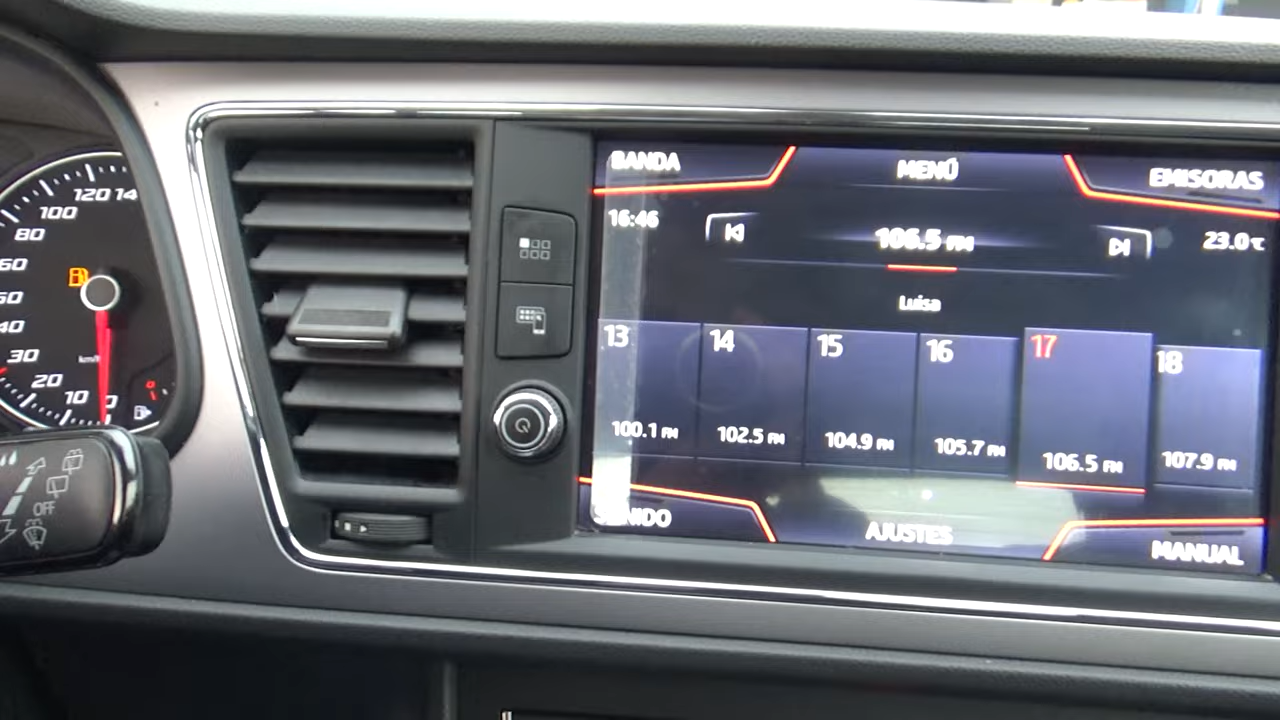 BANDA
MENÚ
EMISORAS
16:46
106.5 FM
23.0°C
Luisa
13
14
15
16
17
18
100.1 FM
102.5 FM
104.9 FM
105.7 FM
106.5 FM
107.9 FM
AJUSTES
MANUAL
120
100
80
40
30
20
10
0
km/h
OFF